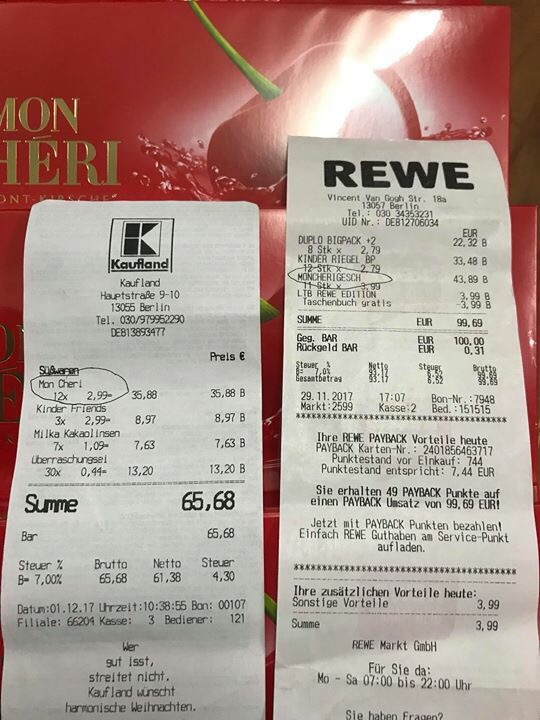 MON
CHÉRI
Kaufland
Kaufland
Hauptstraße 9-10
13055 Berlin
Tel. 030/979952290
DE813893477
Preis €
Süßwaren
Mon Cheri
12x 2,99= 35,88 35,88 B
Kinder Friends
3x 2,99= 8,97 8,97 B
Milka Kakaolinsen
7x 1,09= 7,63 7,63 B
Überraschungsei
30x 0,44= 13,20 13,20 B
Summe 65,68
Bar 65,68
Steuer % Brutto Netto Steuer
B= 7,00% 65,68 61,38 4,30
Datum:01.12.17 Uhrzeit:10:38:55 Bon: 00107
Filiale: 66204 Kasse: 3 Bediener: 121
Wer
gut isst,
streitet nicht.
Kaufland wünscht
harmonische Weihnachten.
REWE
Vincent Van Gogh Str. 18a
13057 Berlin
Tel.: 030 34353231
UID Nr.: DE812706034
EUR
DUPLO BIGPACK +2 22,32 B
8 Stk x 2,79
KINDER RIEGEL BP 33,48 B
12 Stk x 2,79
MONCHERIGESCH 43,89 B
11 Stk x 3,99
LTB REWE EDITION 3,99 B
Taschenbuch gratis -3,99 B
SUMME EUR 99,69
Geg. BAR EUR 100,00
Rückgeld BAR EUR 0,31
Steuer % Netto Steuer Brutto
B= 7,0% 93,17 6,52 99,69
Gesamtbetrag 93,17 6,52 99,69
29.11.2017 17:07 Bon-Nr.:7948
Markt:2599 Kasse:2 Bed.:151515
Ihre REWE PAYBACK Vorteile heute
PAYBACK Karten-Nr.: 2401856463717
Punktestand vor Einkauf: 744
Punktestand entspricht: 7,44 EUR
Sie erhalten 49 PAYBACK Punkte auf
einen PAYBACK Umsatz von 99,69 EUR!
Jetzt mit PAYBACK Punkten bezahlen!
Einfach REWE Guthaben am Service-Punkt
aufladen.
Ihre zusätzlichen Vorteile heute:
Sonstige Vorteile 3,99
Summe 3,99
REWE Markt GmbH
Für Sie da:
Mo - Sa 07:00 bis 22:00 Uhr
Sie haben Fragen?